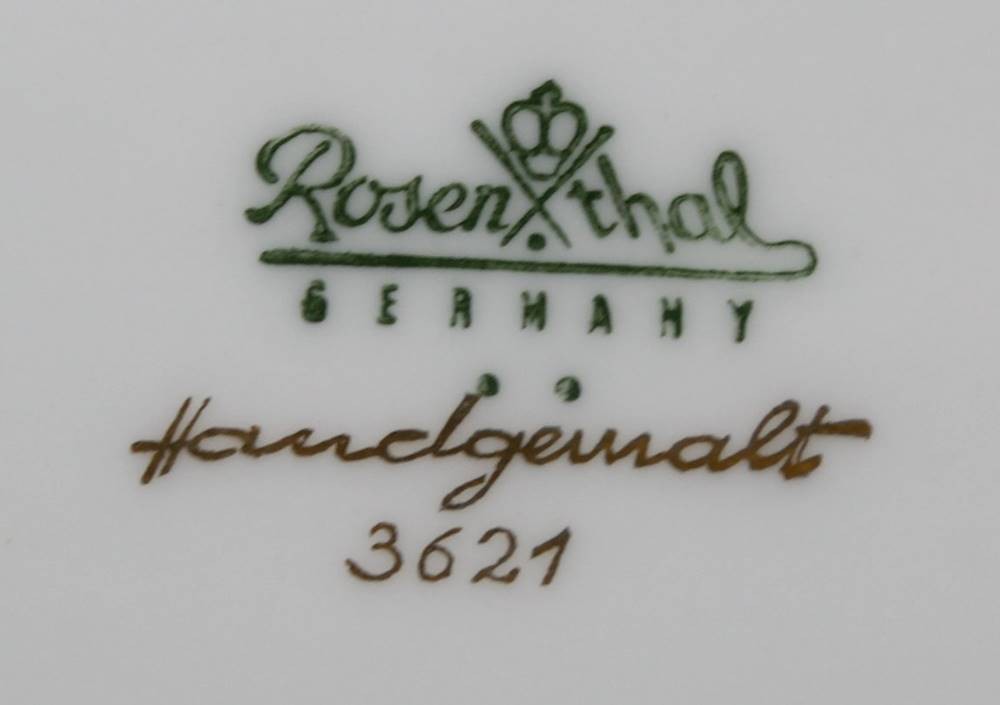 Rosenthal
GERMANY
Handgemalt
3621